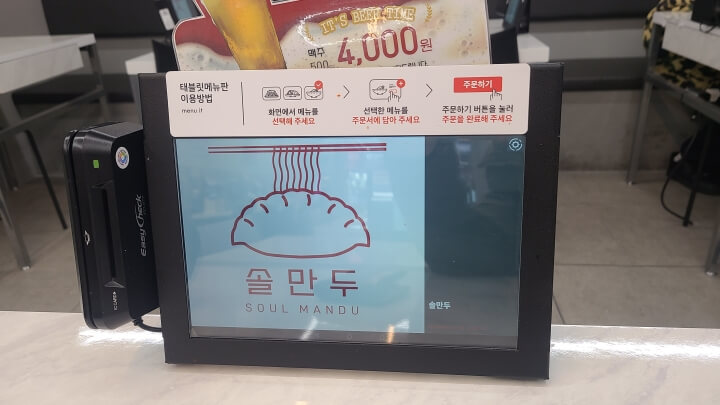 IT'S BEER TIME
맥주
500
4,000원
태블릿메뉴판
이용방법
menu.it
화면에서 메뉴를
선택해 주세요
선택한 메뉴를
주문서에 담아 주세요
주문하기
주문하기 버튼을 눌러
주문을 완료해 주세요
EasyCheck
솔만두
SOUL MANDU
솔만두